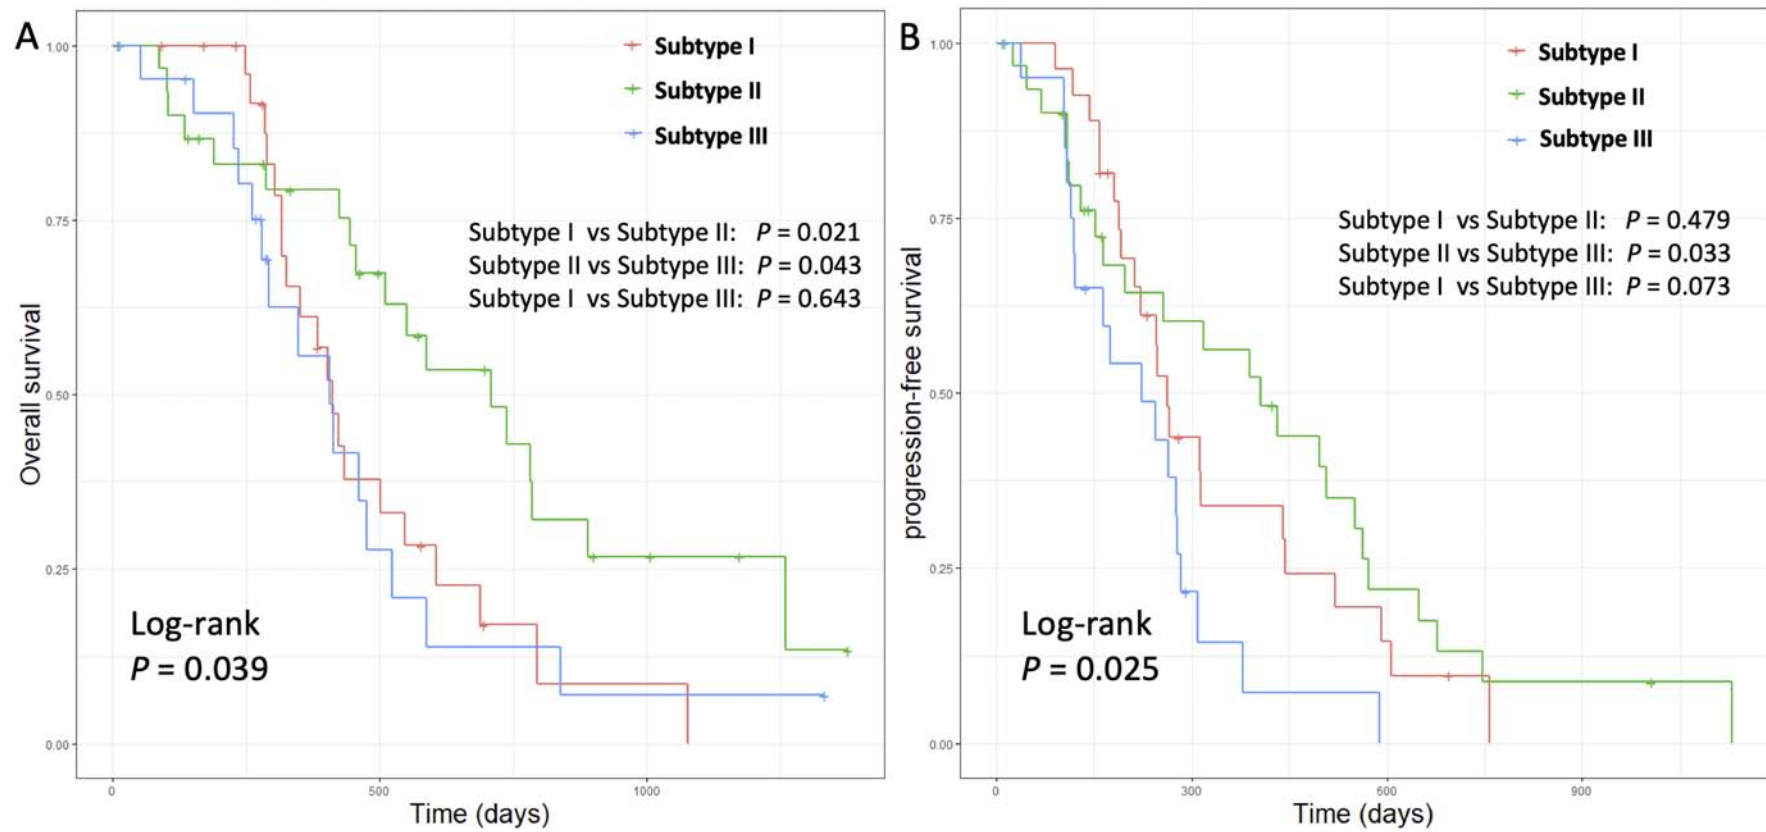 A
Subtype I
Subtype II
Subtype III
Subtype I vs Subtype II: P = 0.021
Subtype II vs Subtype III: P = 0.043
Subtype I vs Subtype III: P = 0.643
Log-rank
P = 0.039
Overall survival
1.00
0.75
0.50
0.25
0.00
0
500
1000
Time (days)
B
Subtype I
Subtype II
Subtype III
Subtype I vs Subtype II: P = 0.479
Subtype II vs Subtype III: P = 0.033
Subtype I vs Subtype III: P = 0.073
Log-rank
P = 0.025
progression-free survival
1.00
0.75
0.50
0.25
0.00
0
300
600
900
Time (days)